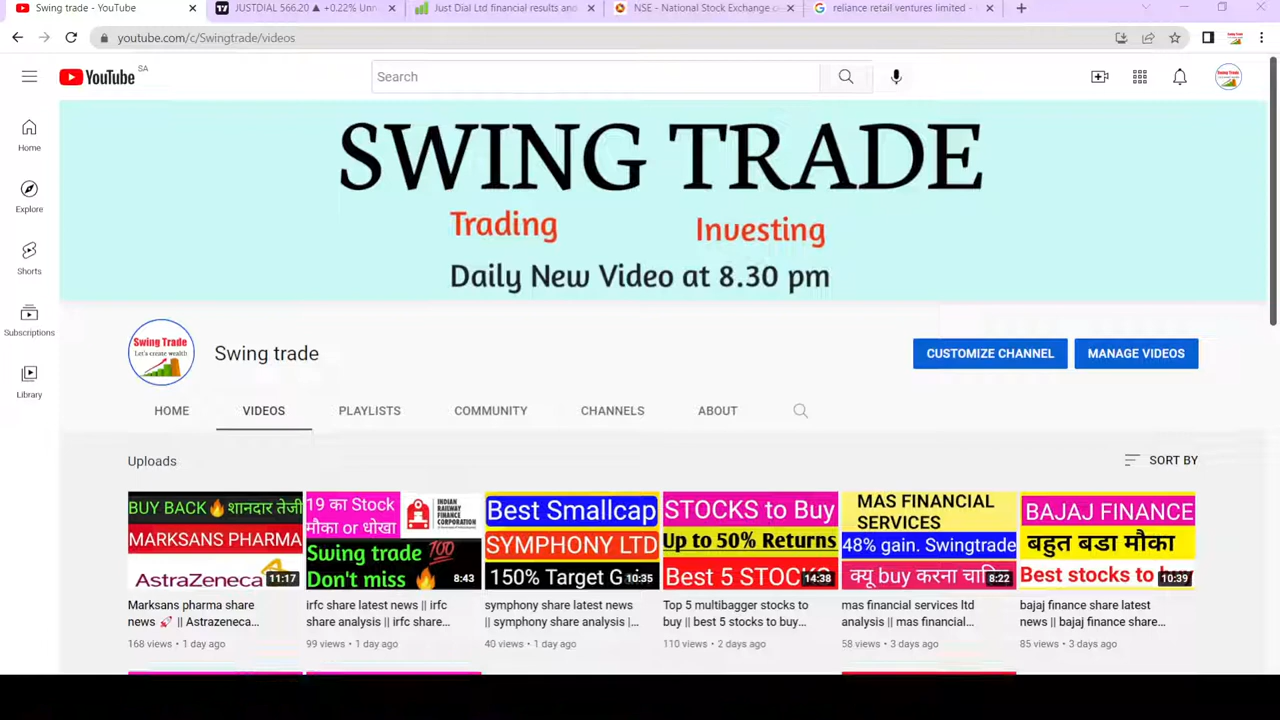 Swing trade - YouTube
JUSTDIAL 566.20 ▲ +0.22% Unn
Just Dial Ltd financial results and
NSE - National Stock Exchange o
reliance retail ventures limited -
youtube.com/c/Swingtrade/videos
YouTube SA
Search
SWING TRADE
Trading Investing
Daily New Video at 8.30 pm
Home
Explore
Shorts
Subscriptions
Library
Swing Trade
Let's create wealth
Swing trade
CUSTOMIZE CHANNEL
MANAGE VIDEOS
HOME VIDEOS PLAYLISTS COMMUNITY CHANNELS ABOUT
Uploads
SORT BY
BUY BACK🔥शानदार तेजी
MARKSANS PHARMA
AstraZeneca
11:17
Marksans pharma share
news 🚀 || Astrazeneca...
168 views • 1 day ago
19 का Stock
मौका or धोखा
INDIAN
RAILWAY
FINANCE
CORPORATION
Swing trade 💯
Don't miss 🔥
8:43
irfc share latest news || irfc
share analysis || irfc share...
99 views • 1 day ago
Best Smallcap
SYMPHONY LTD
150% Target G
10:35
symphony share latest news
|| symphony share analysis |...
40 views • 1 day ago
STOCKS to Buy
Up to 50% Returns
Best 5 STOC
14:38
Top 5 multibagger stocks to
buy || best 5 stocks to buy...
110 views • 2 days ago
MAS FINANCIAL
SERVICES
48% gain. Swingtrade
क्यू buy करना चाहि
8:22
mas financial services ltd
analysis || mas financial...
58 views • 3 days ago
BAJAJ FINANCE
बहुत बडा मौका
Best stocks to
10:39
bajaj finance share latest
news || bajaj finance share...
85 views • 3 days ago